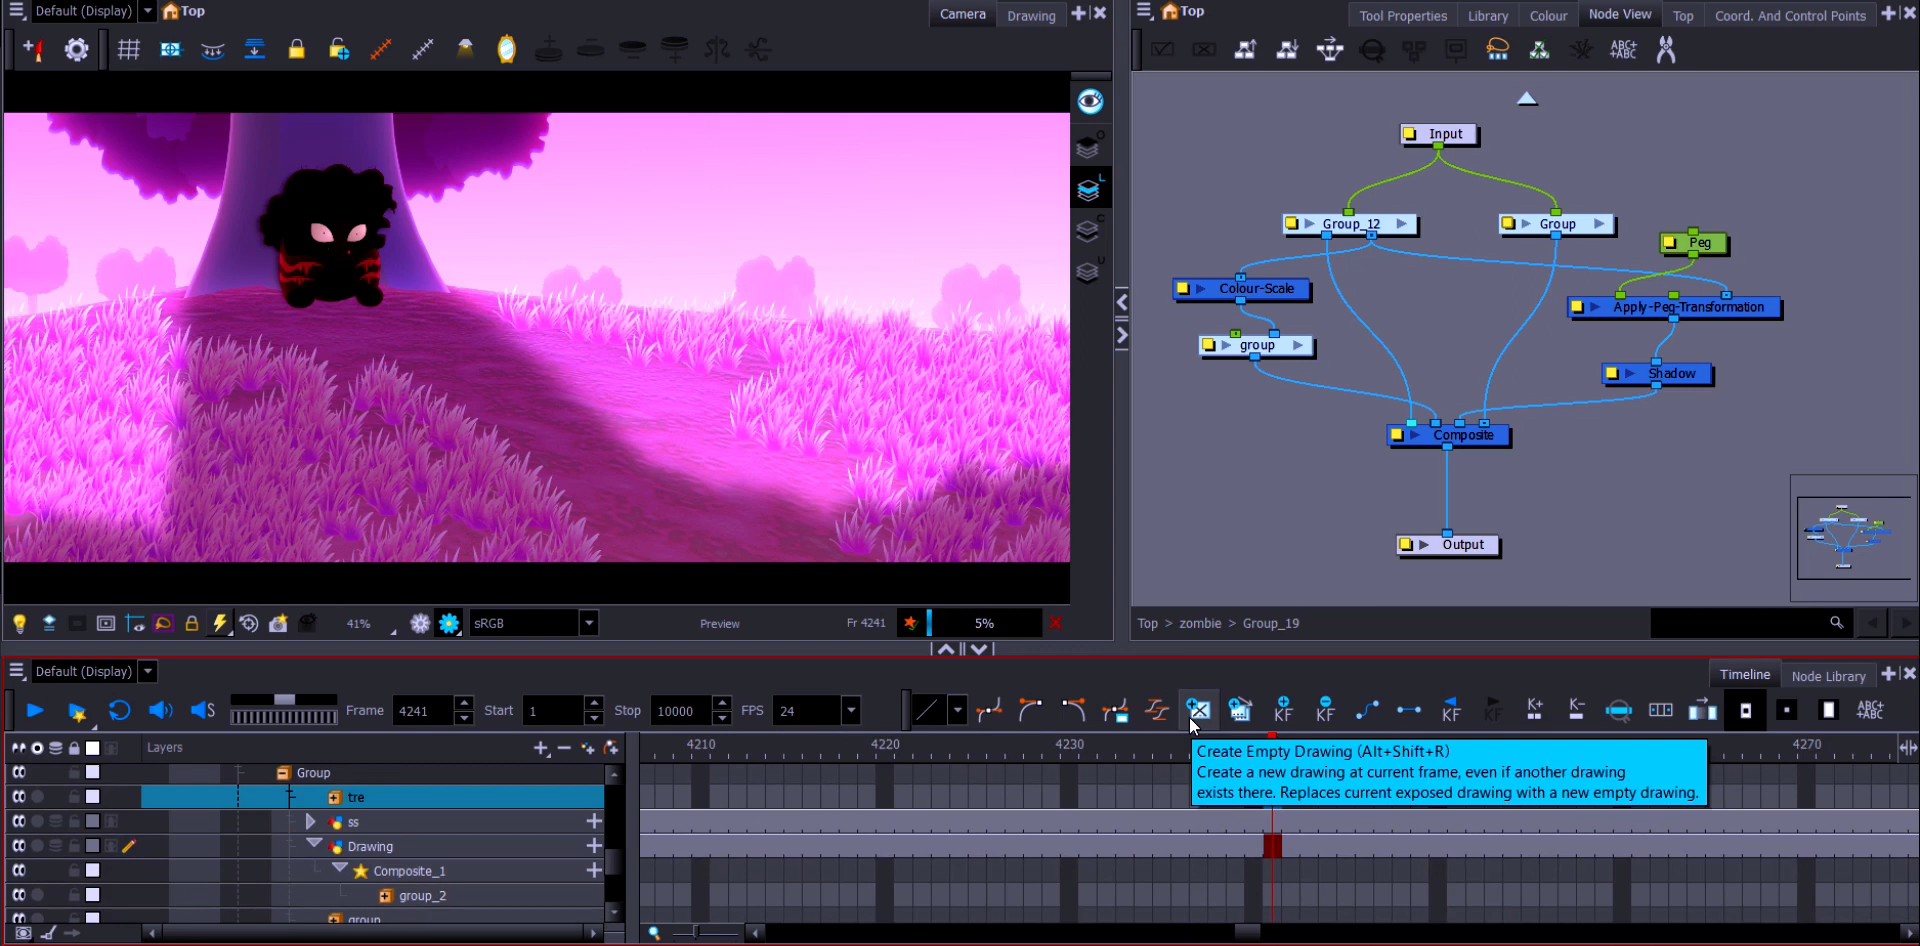 Default (Display)
Top
Camera
Drawing
Top
Tool Properties
Library
Colour
Node View
Top
Coord. And Control Points
ABC+
+ABC
O
L
C
U
Input
Group_12
Group
Peg
Colour-Scale
Apply-Peg-Transformation
group
Shadow
Composite
Output
41%
sRGB
Preview
Fr 4241
5%
Top > zombie > Group_19
Default (Display)
Timeline
Node Library
S
Frame
4241
Start
1
Stop
10000
FPS
24
KF
KF
KF
KF
K+
K-
ABC+
+ABC
Layers
4210
4220
4230
4270
Create Empty Drawing (Alt+Shift+R)
Create a new drawing at current frame, even if another drawing
exists there. Replaces current exposed drawing with a new empty drawing.
Group
tre
ss
Drawing
Composite_1
group_2
group